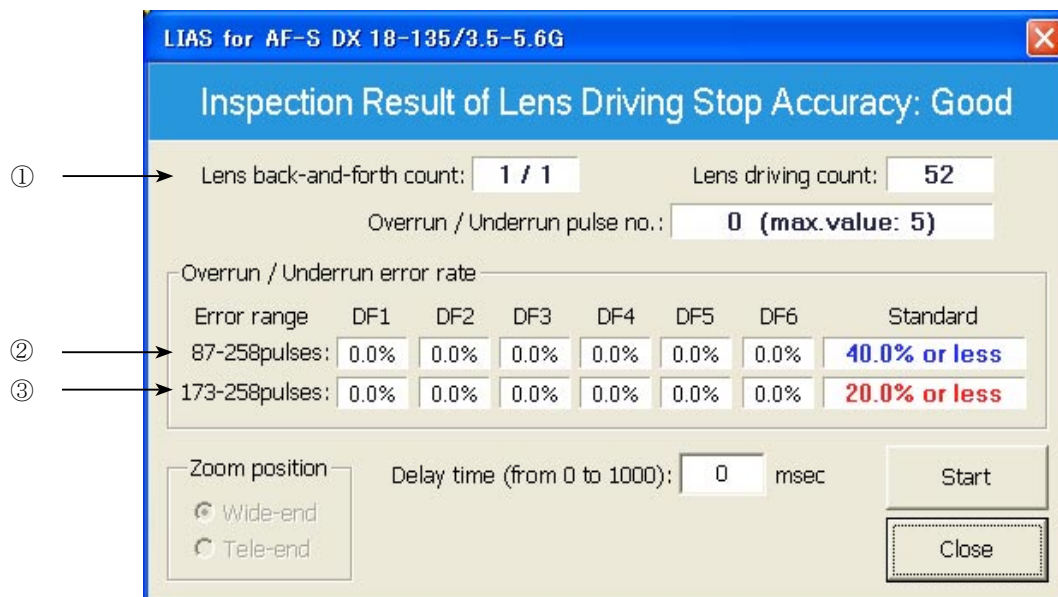 LIAS for AF-S DX 18-135/3.5-5.6G
Inspection Result of Lens Driving Stop Accuracy: Good
① Lens back-and-forth count: 1 / 1 Lens driving count: 52
Overrun / Underrun pulse no.: 0 (max.value: 5)
Overrun / Underrun error rate
Error range DF1 DF2 DF3 DF4 DF5 DF6 Standard
② 87-258pulses: 0.0% 0.0% 0.0% 0.0% 0.0% 0.0% 40.0% or less
③ 173-258pulses: 0.0% 0.0% 0.0% 0.0% 0.0% 0.0% 20.0% or less
Zoom position Delay time (from 0 to 1000): 0 msec Start
Wide-end
Tele-end Close